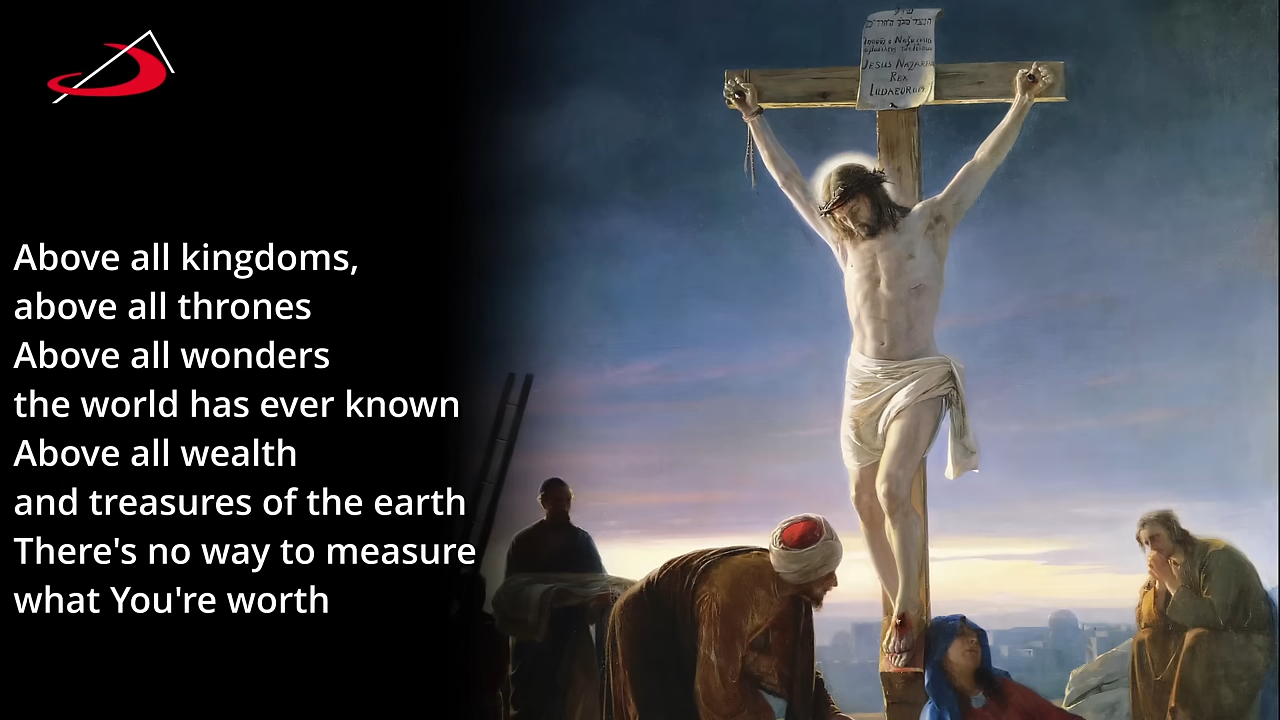 JESUS NAZAREN
REX
IUDAEORUM
Above all kingdoms,
above all thrones
Above all wonders
the world has ever known
Above all wealth
and treasures of the earth
There's no way to measure
what You're worth